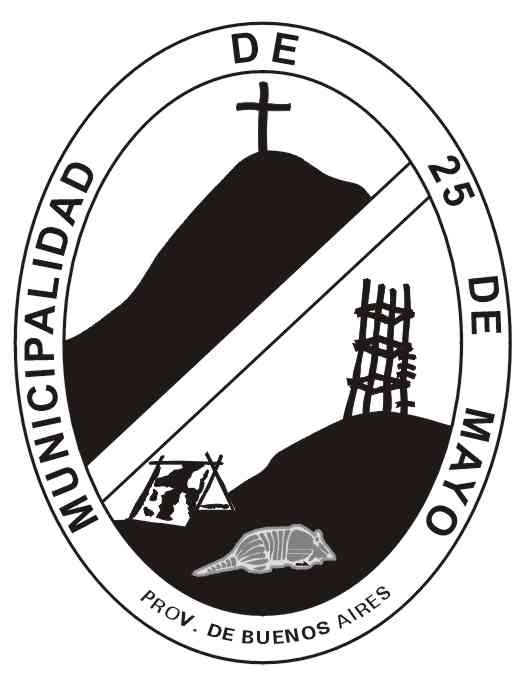 MUNICIPALIDAD DE 25 DE MAYO
PROV. DE BUENOS AIRES